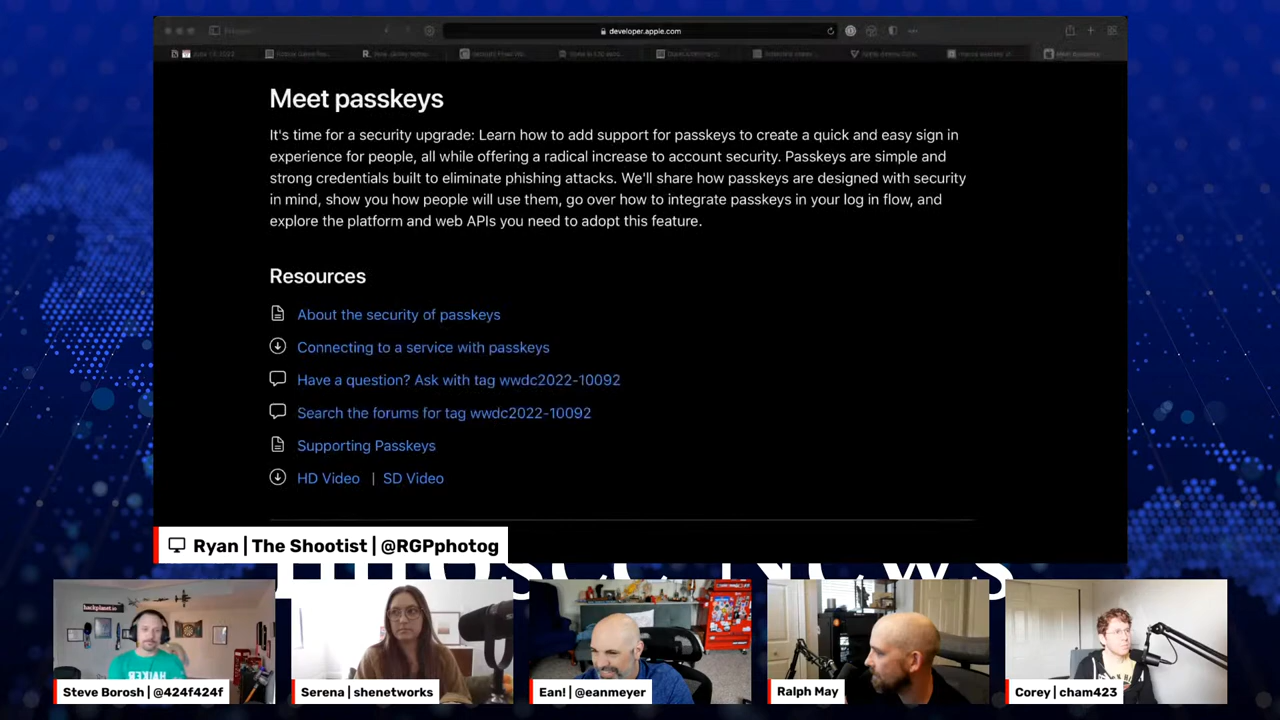 developer.apple.com
Meet passkeys
It's time for a security upgrade: Learn how to add support for passkeys to create a quick and easy sign in
experience for people, all while offering a radical increase to account security. Passkeys are simple and
strong credentials built to eliminate phishing attacks. We'll share how passkeys are designed with security
in mind, show you how people will use them, go over how to integrate passkeys in your log in flow, and
explore the platform and web APIs you need to adopt this feature.
Resources
About the security of passkeys
Connecting to a service with passkeys
Have a question? Ask with tag wwdc2022-10092
Search the forums for tag wwdc2022-10092
Supporting Passkeys
HD Video | SD Video
Ryan | The Shootist | @RGPphotog
Infosec News
backplanet.io
Steve Borosh | @424f424f
Serena | shenetworks
Ean! | @eanmeyer
Ralph May
Corey | cham423